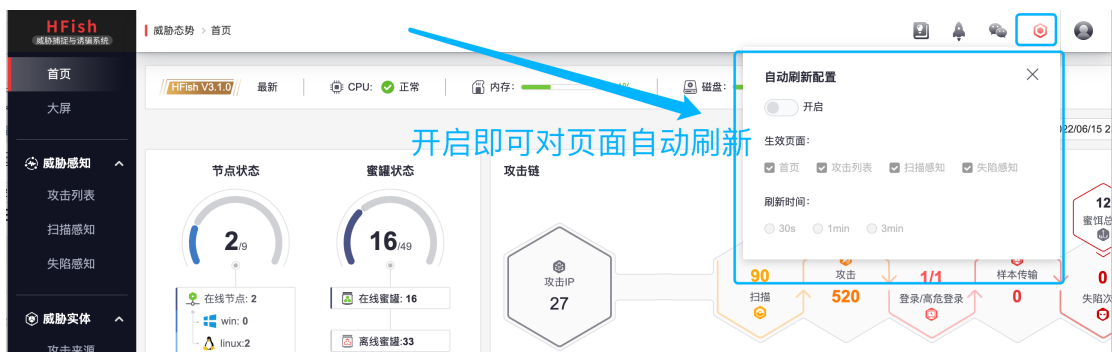 HFish
威胁捕捉与诱骗系统
威胁态势 > 首页
首页
大屏
威胁感知
攻击列表
扫描感知
失陷感知
威胁实体
攻击来源
HFish V3.1.0 最新 CPU: 正常 内存: 磁盘:
自动刷新配置
开启
生效页面:
首页 攻击列表 扫描感知 失陷感知
刷新时间:
30s 1min 3min
开启即可对页面自动刷新
22/06/15 2
节点状态
2/9
在线节点: 2
win: 0
linux:2
蜜罐状态
16/49
在线蜜罐: 16
离线蜜罐:33
攻击链
攻击IP
27
90
扫描
攻击
520
1/1
登录/高危登录
样本传输
0
12
蜜饵总
0
失陷次